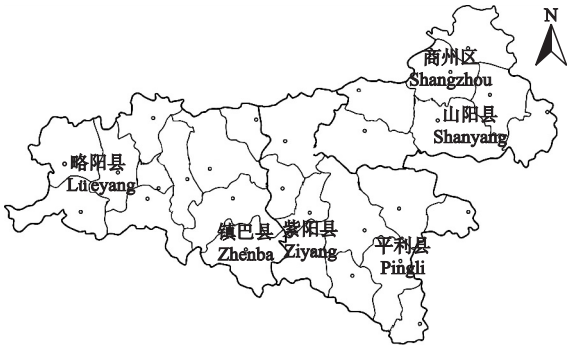 N
商州区
Shangzhou
山阳县
Shanyang
略阳县
Lüeyang
镇巴县
Zhenba
紫阳县
Ziyang
平利县
Pingli